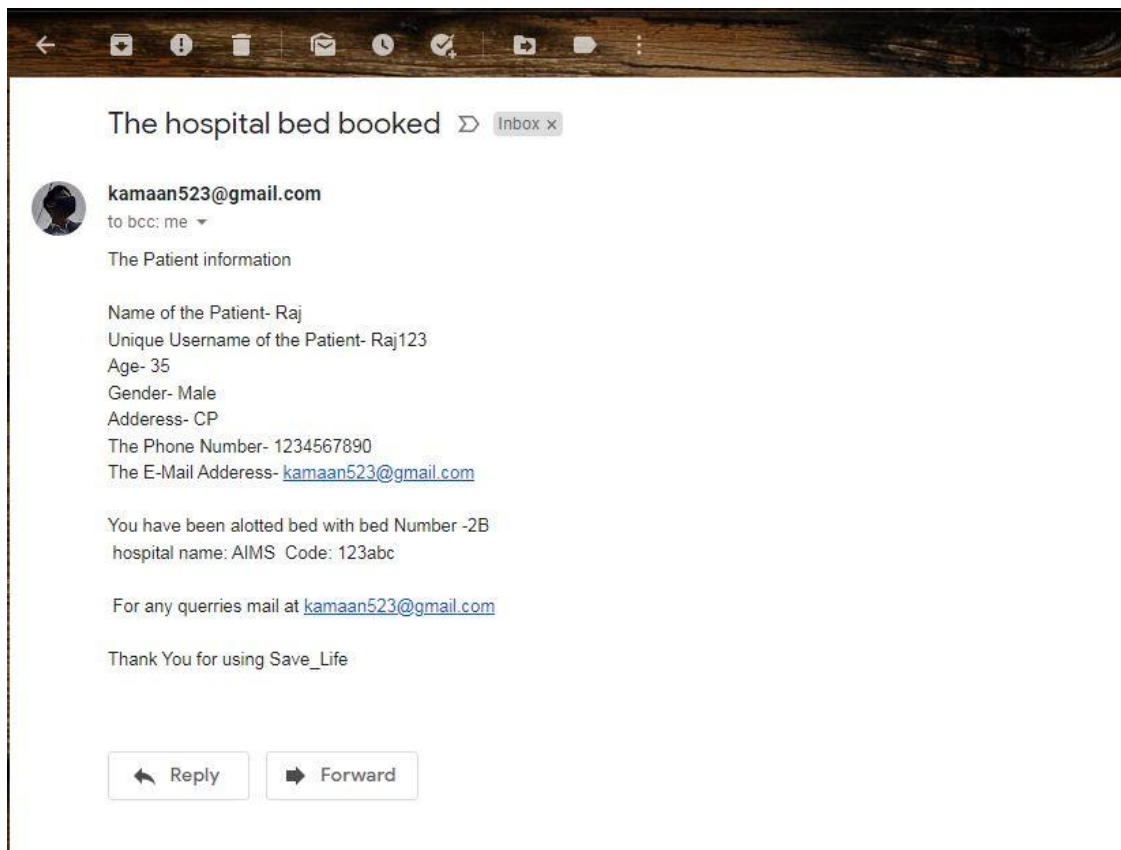 The hospital bed booked
Inbox x
kamaan523@gmail.com
to bcc: me
The Patient information
Name of the Patient- Raj
Unique Username of the Patient- Raj123
Age- 35
Gender- Male
Adderess- CP
The Phone Number- 1234567890
The E-Mail Adderess- kamaan523@gmail.com
You have been alotted bed with bed Number -2B
hospital name: AIMS  Code: 123abc
For any querries mail at kamaan523@gmail.com
Thank You for using Save_Life
Reply
Forward